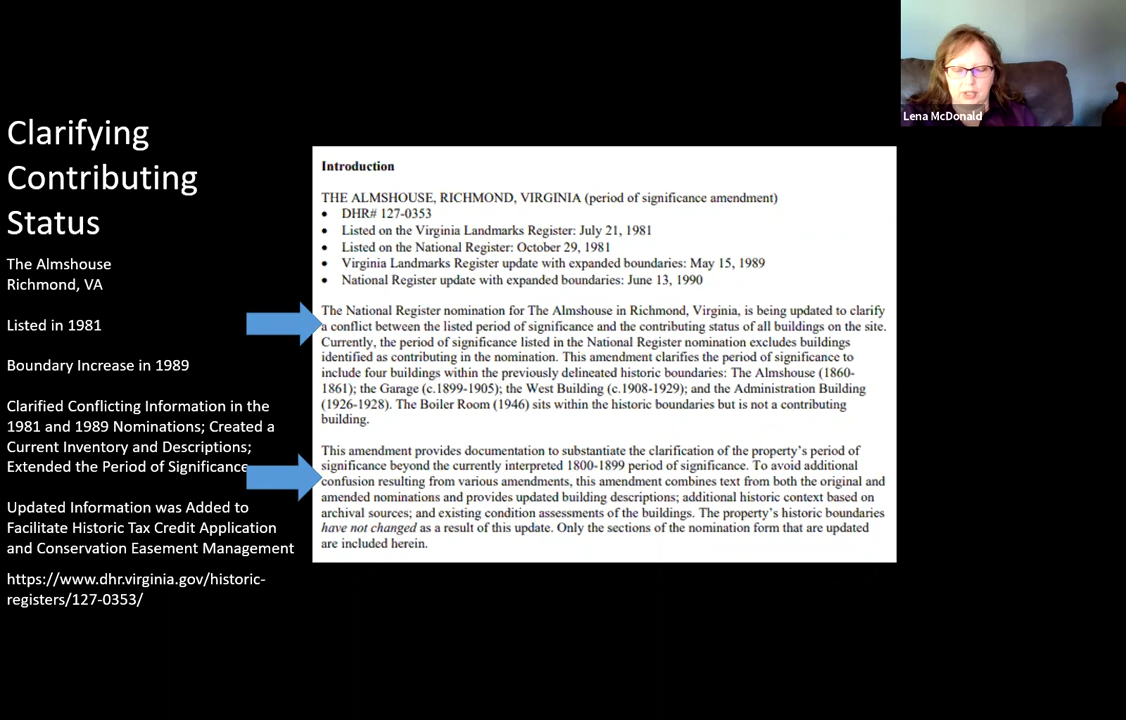 Lena McDonald
Clarifying
Contributing
Status
The Almshouse
Richmond, VA
Listed in 1981
Boundary Increase in 1989
Clarified Conflicting Information in the
1981 and 1989 Nominations; Created a
Current Inventory and Descriptions;
Extended the Period of Significance
Updated Information was Added to
Facilitate Historic Tax Credit Application
and Conservation Easement Management
https://www.dhr.virginia.gov/historic-
registers/127-0353/
Introduction
THE ALMSHOUSE, RICHMOND, VIRGINIA (period of significance amendment)
• DHR# 127-0353
• Listed on the Virginia Landmarks Register: July 21, 1981
• Listed on the National Register: October 29, 1981
• Virginia Landmarks Register update with expanded boundaries: May 15, 1989
• National Register update with expanded boundaries: June 13, 1990
The National Register nomination for The Almshouse in Richmond, Virginia, is being updated to clarify
a conflict between the listed period of significance and the contributing status of all buildings on the site.
Currently, the period of significance listed in the National Register nomination excludes buildings
identified as contributing in the nomination. This amendment clarifies the period of significance to
include four buildings within the previously delineated historic boundaries: The Almshouse (1860-
1861); the Garage (c.1899-1905); the West Building (c.1908-1929); and the Administration Building
(1926-1928). The Boiler Room (1946) sits within the historic boundaries but is not a contributing
building.
This amendment provides documentation to substantiate the clarification of the property's period of
significance beyond the currently interpreted 1800-1899 period of significance. To avoid additional
confusion resulting from various amendments, this amendment combines text from both the original and
amended nominations and provides updated building descriptions; additional historic context based on
archival sources; and existing condition assessments of the buildings. The property's historic boundaries
have not changed as a result of this update. Only the sections of the nomination form that are updated
are included herein.